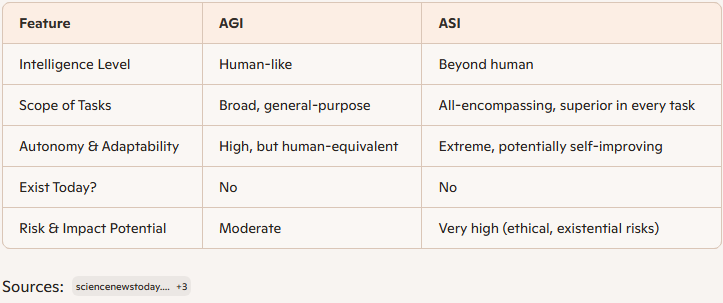 Feature AGI ASI
Intelligence Level Human-like Beyond human
Scope of Tasks Broad, general-purpose All-encompassing, superior in every task
Autonomy & Adaptability High, but human-equivalent Extreme, potentially self-improving
Exist Today? No No
Risk & Impact Potential Moderate Very high (ethical, existential risks)
Sources: sciencenewstoday.... +3